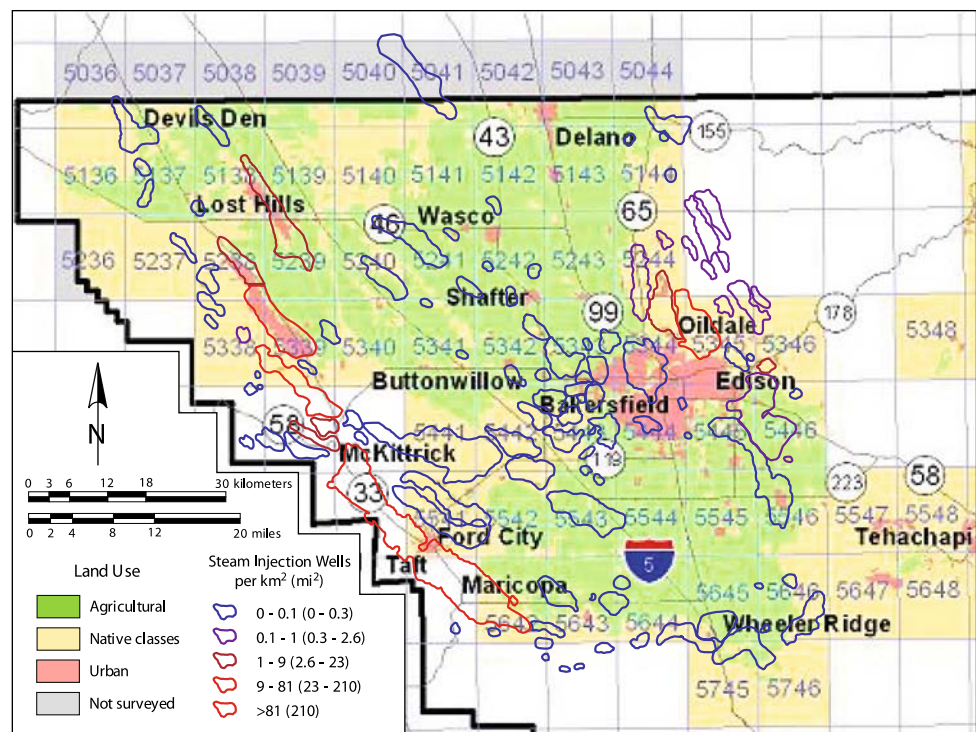 5036 5037 5038 5039 5040 5041 5042 5043 5044
Devils Den
43
Delano
155
5136 5137 5138 5139 5140 5141 5142 5143 5144
Lost Hills
46
Wasco
65
5236 5237 5238 5239 5240 5241 5242 5243 5244
Shafter
99
Oildale
178
5338 5339 5340 5341 5342 5343 5344 5345 5346 5348
Buttonwillow
Edison
Bakersfield
58
5441 5442 5444 5445 5446
McKittrick
119
33
223
58
5541 5542 5543 5544 5545 5546 5547 5548
Ford City
Tehachapi
N
Taft
5
Maricopa
5645 5646 5647 5648
5642 5643 5644
Wheeler Ridge
5745 5746
0 3 6 12 18 30 kilometers
0 2 4 8 12 20 miles
Land Use
Agricultural
Native classes
Urban
Not surveyed
Steam Injection Wells
per km² (mi²)
0 - 0.1 (0 - 0.3)
0.1 - 1 (0.3 - 2.6)
1 - 9 (2.6 - 23)
9 - 81 (23 - 210)
>81 (210)